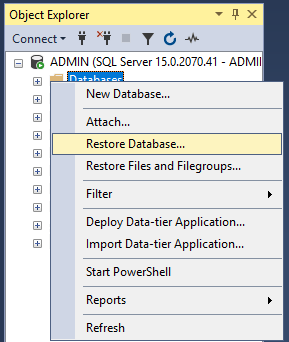 Object Explorer
Connect
ADMIN (SQL Server 15.0.2070.41 - ADMI
Databases
New Database...
Attach...
Restore Database...
Restore Files and Filegroups...
Filter
Deploy Data-tier Application...
Import Data-tier Application...
Start PowerShell
Reports
Refresh